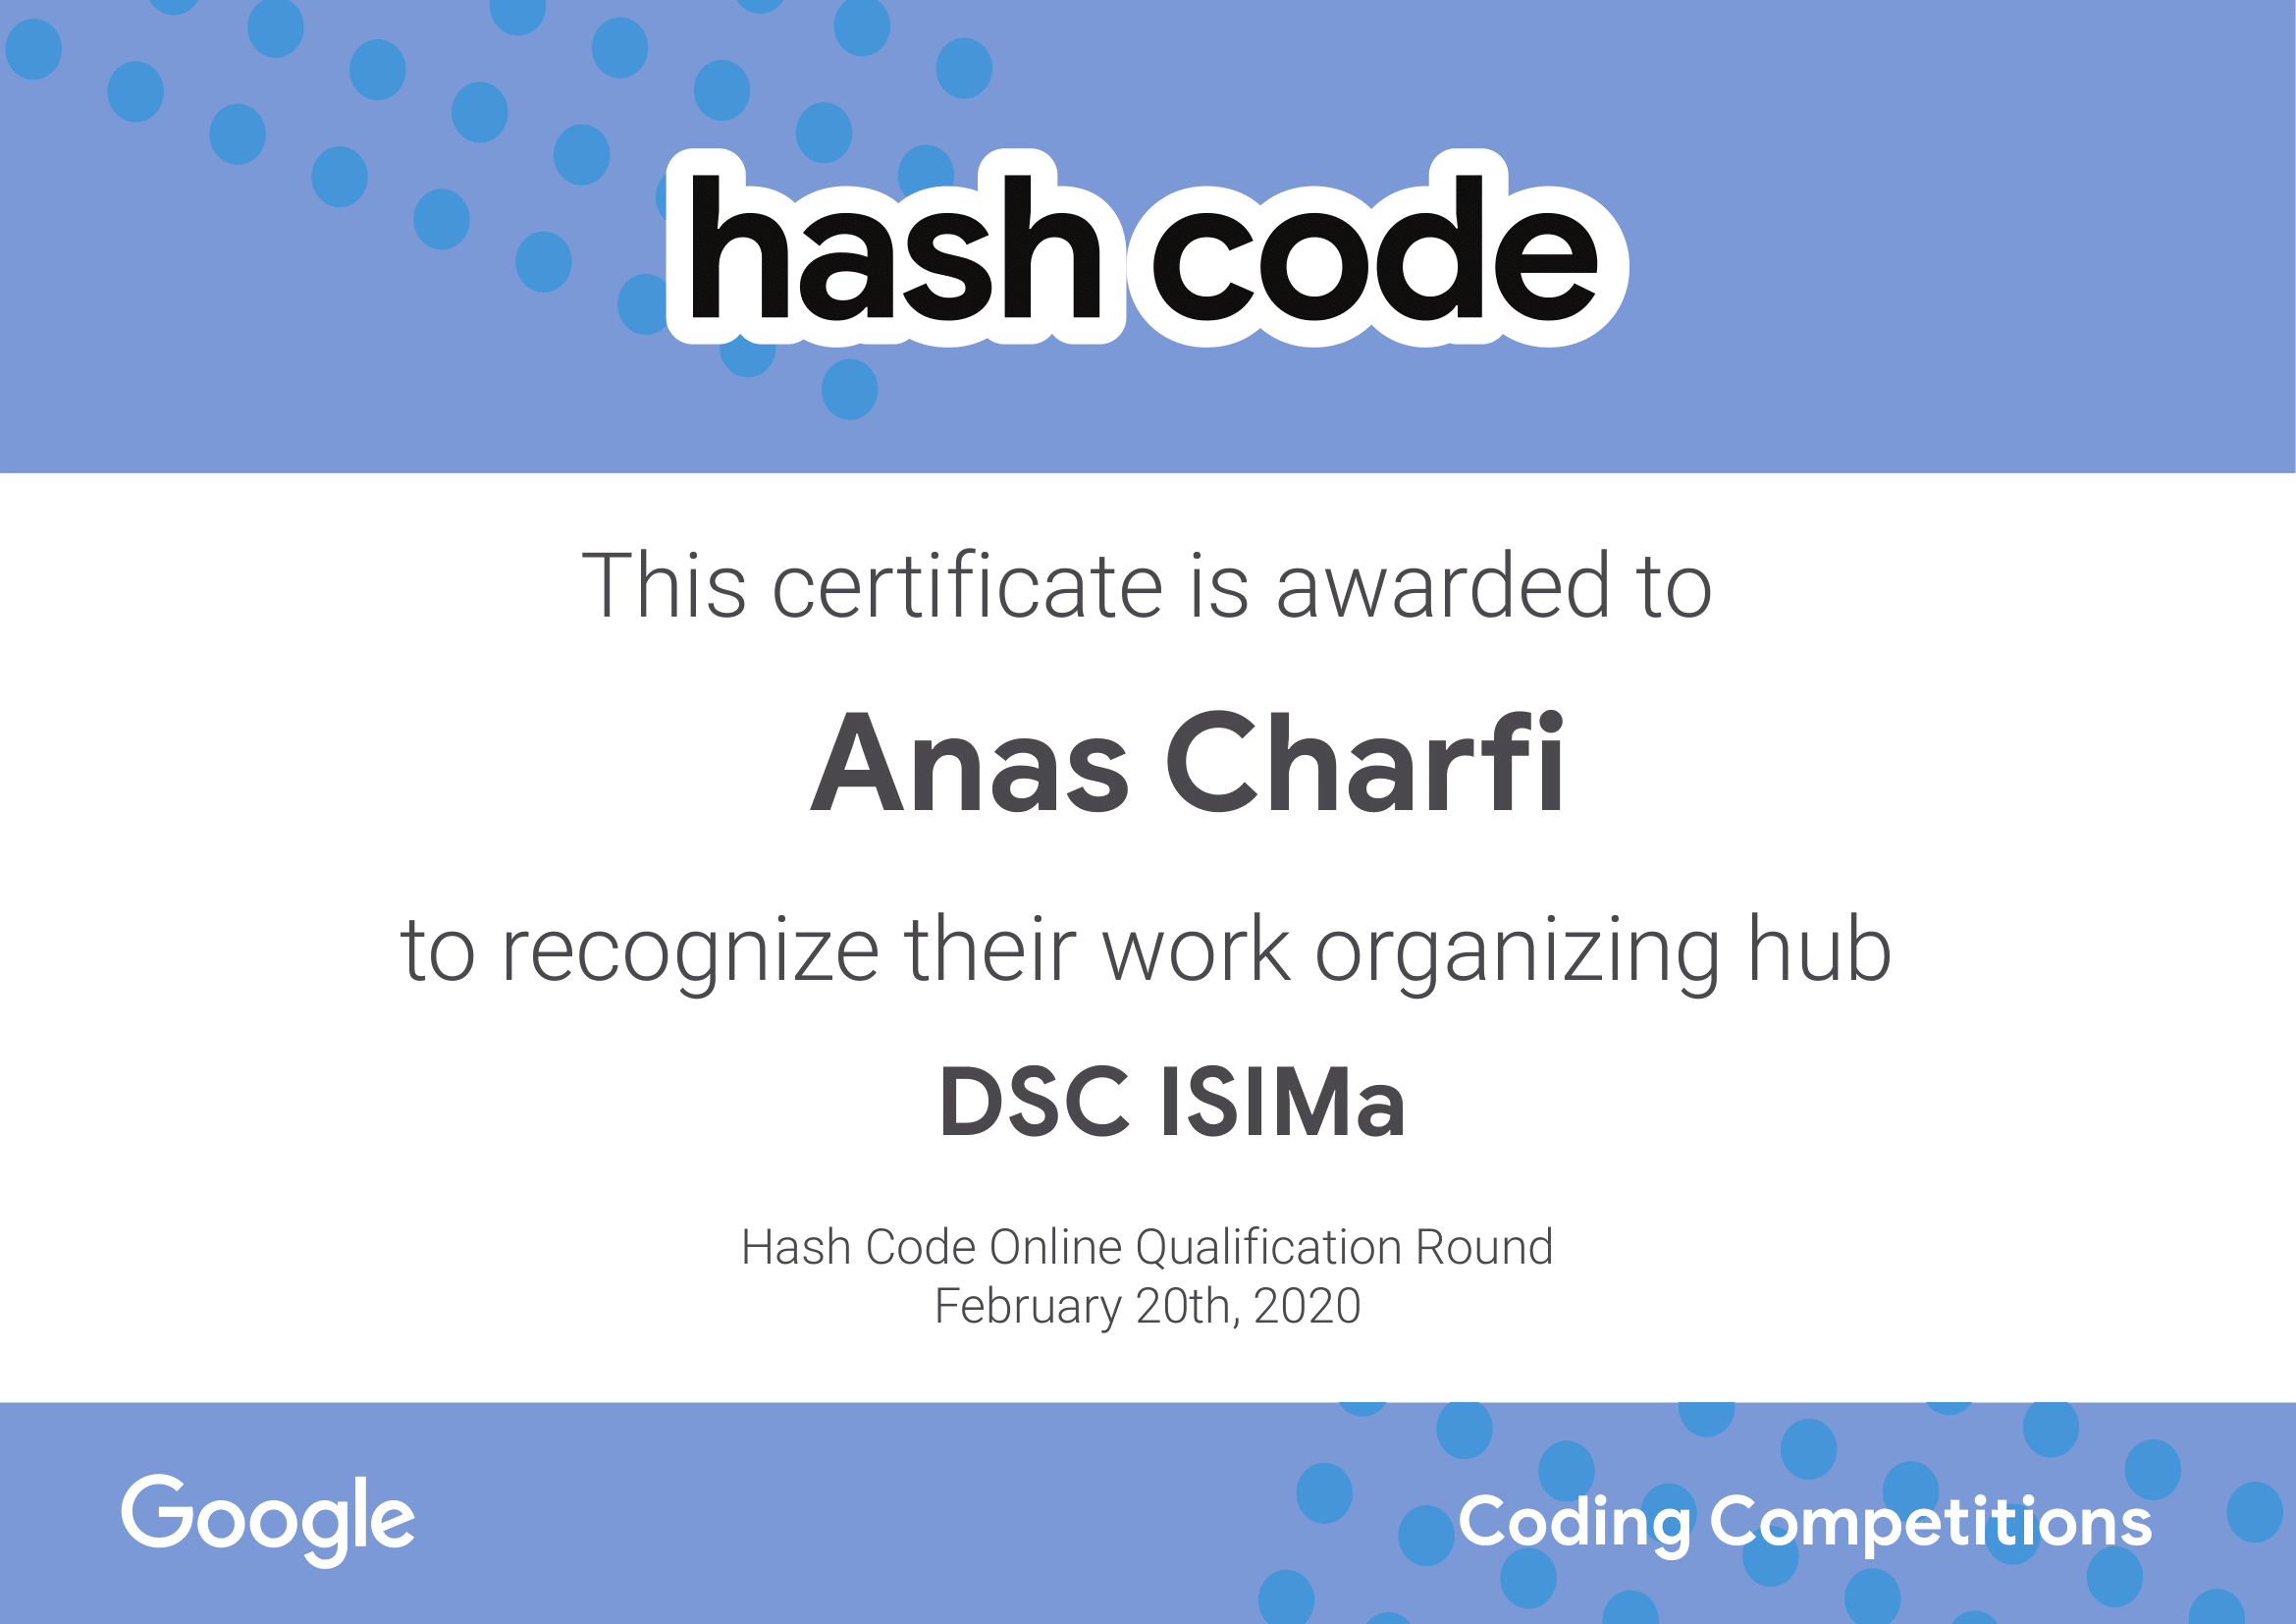 hash code
This certificate is awarded to
Anas Charfi
to recognize their work organizing hub
DSC ISIMa
Hash Code Online Qualification Round
February 20th, 2020
Google
Coding Competitions